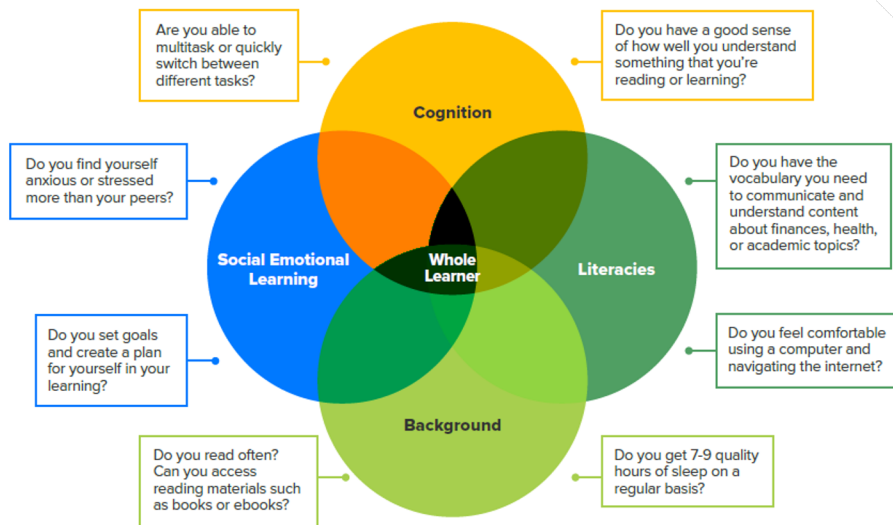 Are you able to
multitask or quickly
switch between
different tasks?
Do you have a good sense
of how well you understand
something that you're
reading or learning?
Cognition
Do you find yourself
anxious or stressed
more than your peers?
Do you have the
vocabulary you need
to communicate and
understand content
about finances, health,
or academic topics?
Social Emotional
Learning
Whole
Learner
Literacies
Do you set goals
and create a plan
for yourself in your
learning?
Do you feel comfortable
using a computer and
navigating the internet?
Background
Do you read often?
Can you access
reading materials such
as books or ebooks?
Do you get 7-9 quality
hours of sleep on a
regular basis?